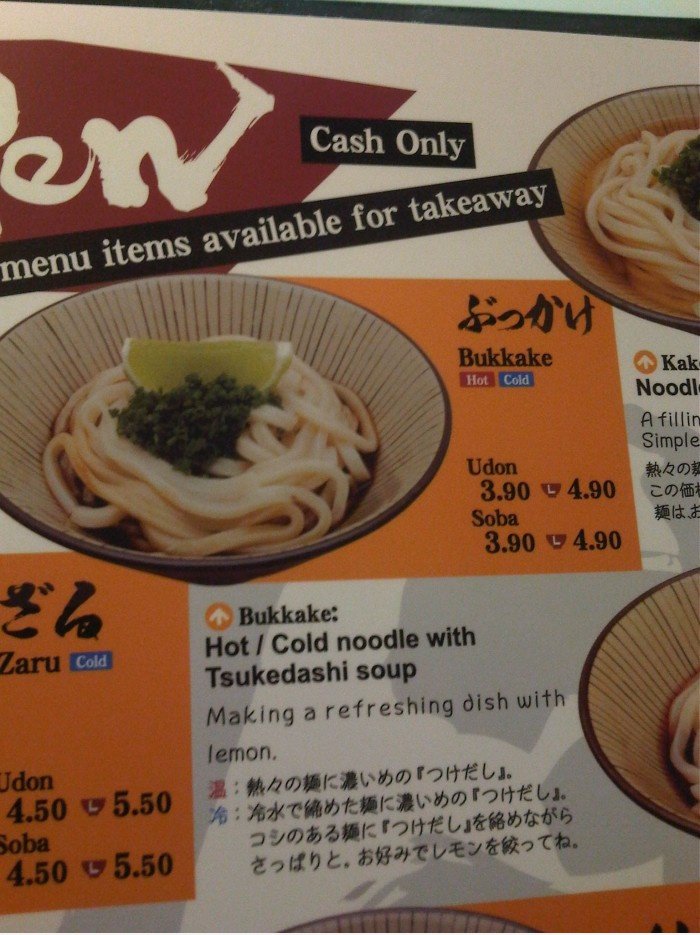 Cash Only
menu items available for takeaway
ぶっかけ
Bukkake
Hot Cold
Udon
3.90 L 4.90
Soba
3.90 L 4.90
Noodl
A fillin
Simple
熱々の麺
この価格
麺は、お
ざる
Zaru Cold
Udon
4.50 L 5.50
Soba
4.50 L 5.50
Bukkake:
Hot / Cold noodle with
Tsukedashi soup
Making a refreshing dish with
lemon.
温：熱々の麺に濃いめの『つけだし』。
冷：冷水で締めた麺に濃いめの『つけだし』。
コシのある麺に『つけだし』を絡めながら
さっぱりと。お好みでレモンを絞ってね。